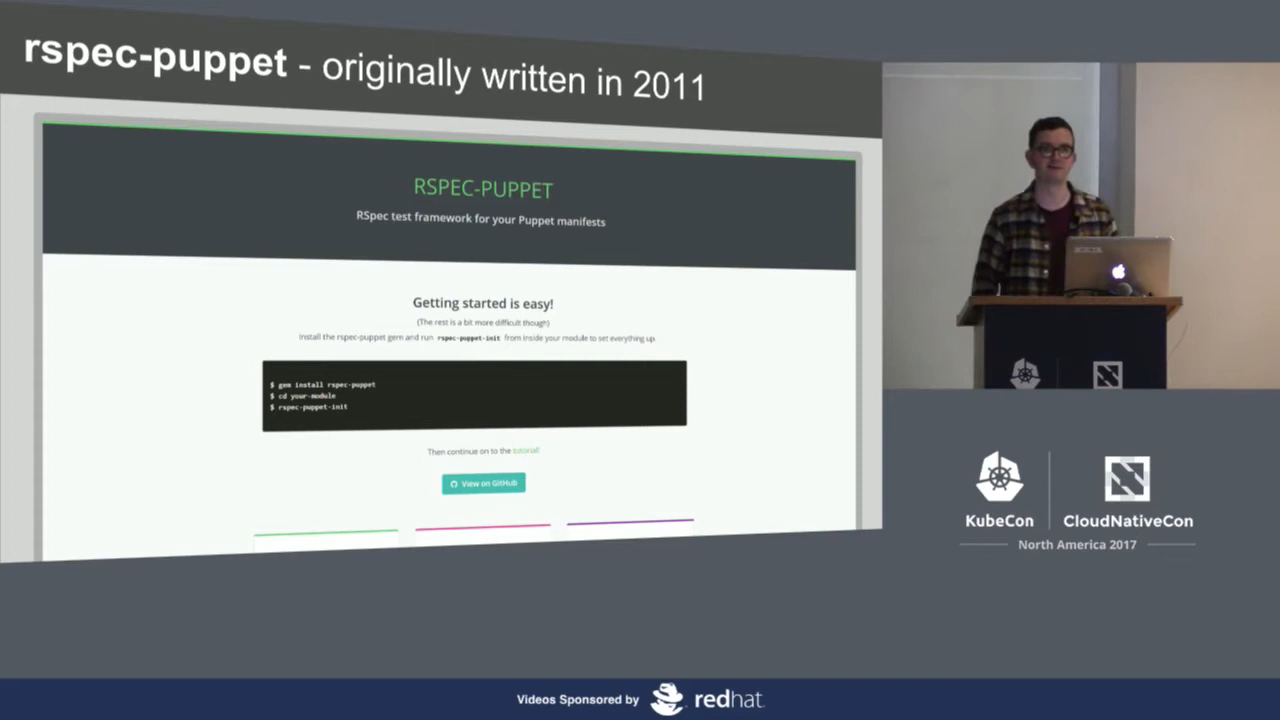 rspec-puppet - originally written in 2011
RSPEC-PUPPET
RSpec test framework for your Puppet manifests
Getting started is easy!
(The rest is a bit more difficult though)
Install the rspec-puppet gem and run rspec-puppet-init from inside your module to set everything up.
$ gem install rspec-puppet
$ cd your-module
$ rspec-puppet-init
Then continue on to the tutorial!
View on GitHub
KubeCon
CloudNativeCon
North America 2017
Videos Sponsored by
redhat